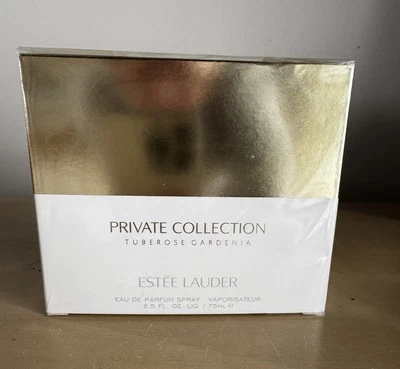 PRIVATE COLLECTION
TUBEROSE GARDENIA
ESTĒE LAUDER
EAU DE PARFUM SPRAY · VAPORISATEUR
2.5 FL. OZ. LIQ. / 75ml ℮